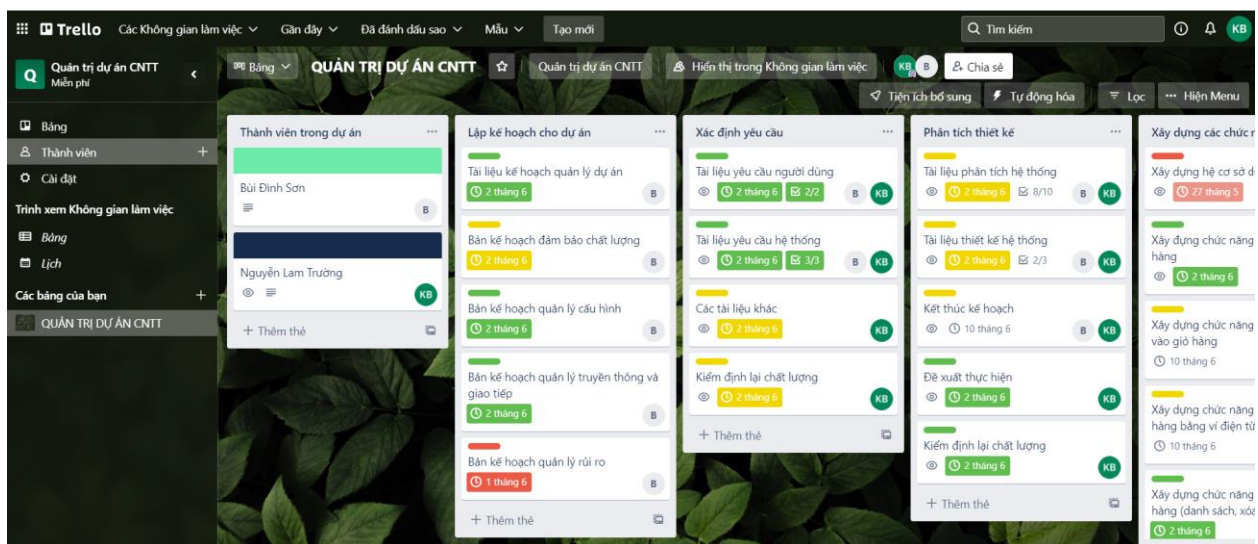 Trello Các Không gian làm việc Gần đây Đã đánh dấu sao Mẫu Tạo mới Tìm kiếm KB
Q Quản trị dự án CNTT
Miễn phí
Bảng QUẢN TRỊ DỰ ÁN CNTT Quản trị dự án CNTT Hiển thị trong Không gian làm việc KB B Chia sẻ
Tiện ích bổ sung Tự động hóa Lọc Hiện Menu
Bảng
Thành viên
Cài đặt
Trình xem Không gian làm việc
Bảng
Lịch
Các bảng của bạn
QUẢN TRỊ DỰ ÁN CNTT
Thành viên trong dự án
Bùi Đình Sơn
B
Nguyễn Lam Trường
KB
+ Thêm thẻ
Lập kế hoạch cho dự án
Tài liệu kế hoạch quản lý dự án
2 tháng 6 B
Bản kế hoạch đảm bảo chất lượng
2 tháng 6 B
Bản kế hoạch quản lý cấu hình
2 tháng 6 B
Bản kế hoạch quản lý truyền thông và
giao tiếp
2 tháng 6 B
Bản kế hoạch quản lý rủi ro
1 tháng 6 B
+ Thêm thẻ
Xác định yêu cầu
Tài liệu yêu cầu người dùng
2 tháng 6 2/2 B KB
Tài liệu yêu cầu hệ thống
2 tháng 6 3/3 B KB
Các tài liệu khác
2 tháng 6 KB
Kiểm định lại chất lượng
2 tháng 6 KB
+ Thêm thẻ
Phân tích thiết kế
Tài liệu phân tích hệ thống
2 tháng 6 8/10 B KB
Tài liệu thiết kế hệ thống
2 tháng 6 2/3 B KB
Kết thúc kế hoạch
10 tháng 6 B KB
Đề xuất thực hiện
2 tháng 6 KB
Kiểm định lại chất lượng
2 tháng 6 KB
+ Thêm thẻ
Xây dựng các chức
Xây dựng hệ cơ sở
27 tháng 5
Xây dựng chức năng
hàng
2 tháng 6
Xây dựng chức năng
vào giỏ hàng
10 tháng 6
Xây dựng chức năng
hàng bằng ví điện tử
10 tháng 6
Xây dựng chức năng
hàng (danh sách, xóa
2 tháng 6